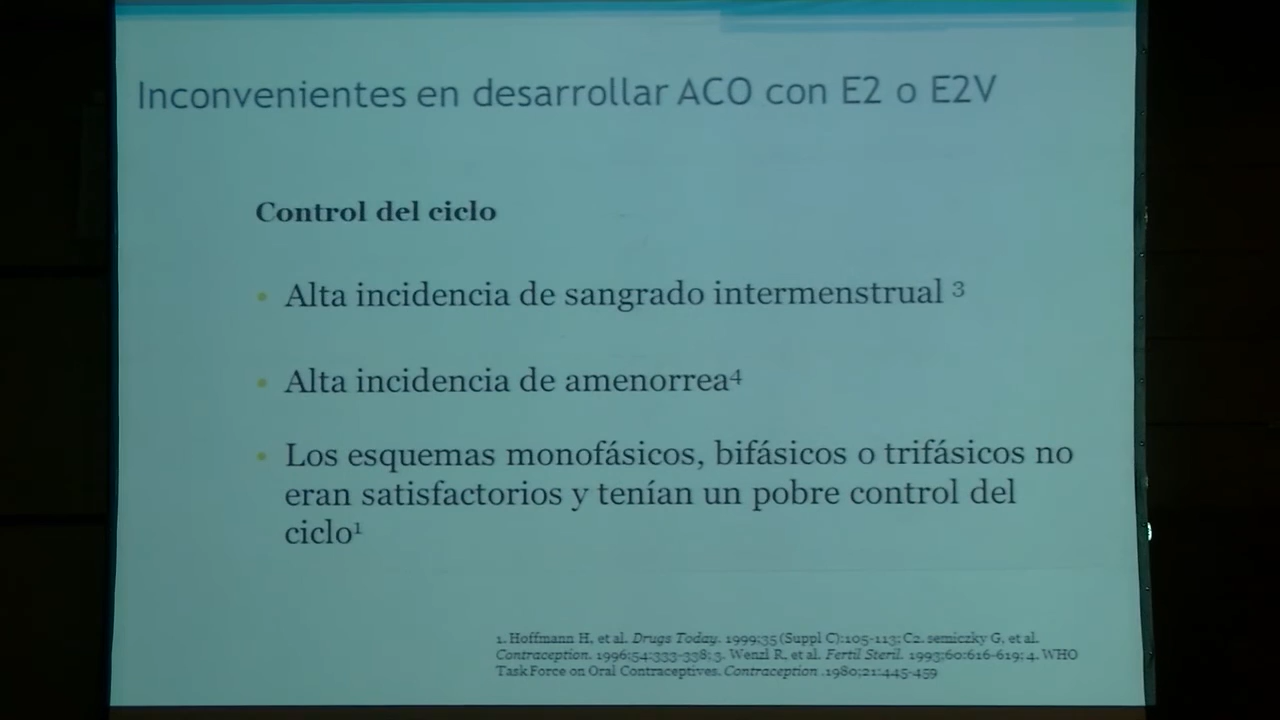 Inconvenientes en desarrollar ACO con E2 o E2V
Control del ciclo
• Alta incidencia de sangrado intermenstrual ³
• Alta incidencia de amenorrea⁴
• Los esquemas monofásicos, bifásicos o trifásicos no
eran satisfactorios y tenían un pobre control del
ciclo¹
1. Hoffmann H, et al. Drugs Today. 1999;35 (Suppl C):105-113; C2. semiczky G, et al.
Contraception. 1996;54:333-338; 3. Wenzl R, et al. Fertil Steril. 1993;60:616-619; 4. WHO
Task Force on Oral Contraceptives. Contraception .1980;21:445-459